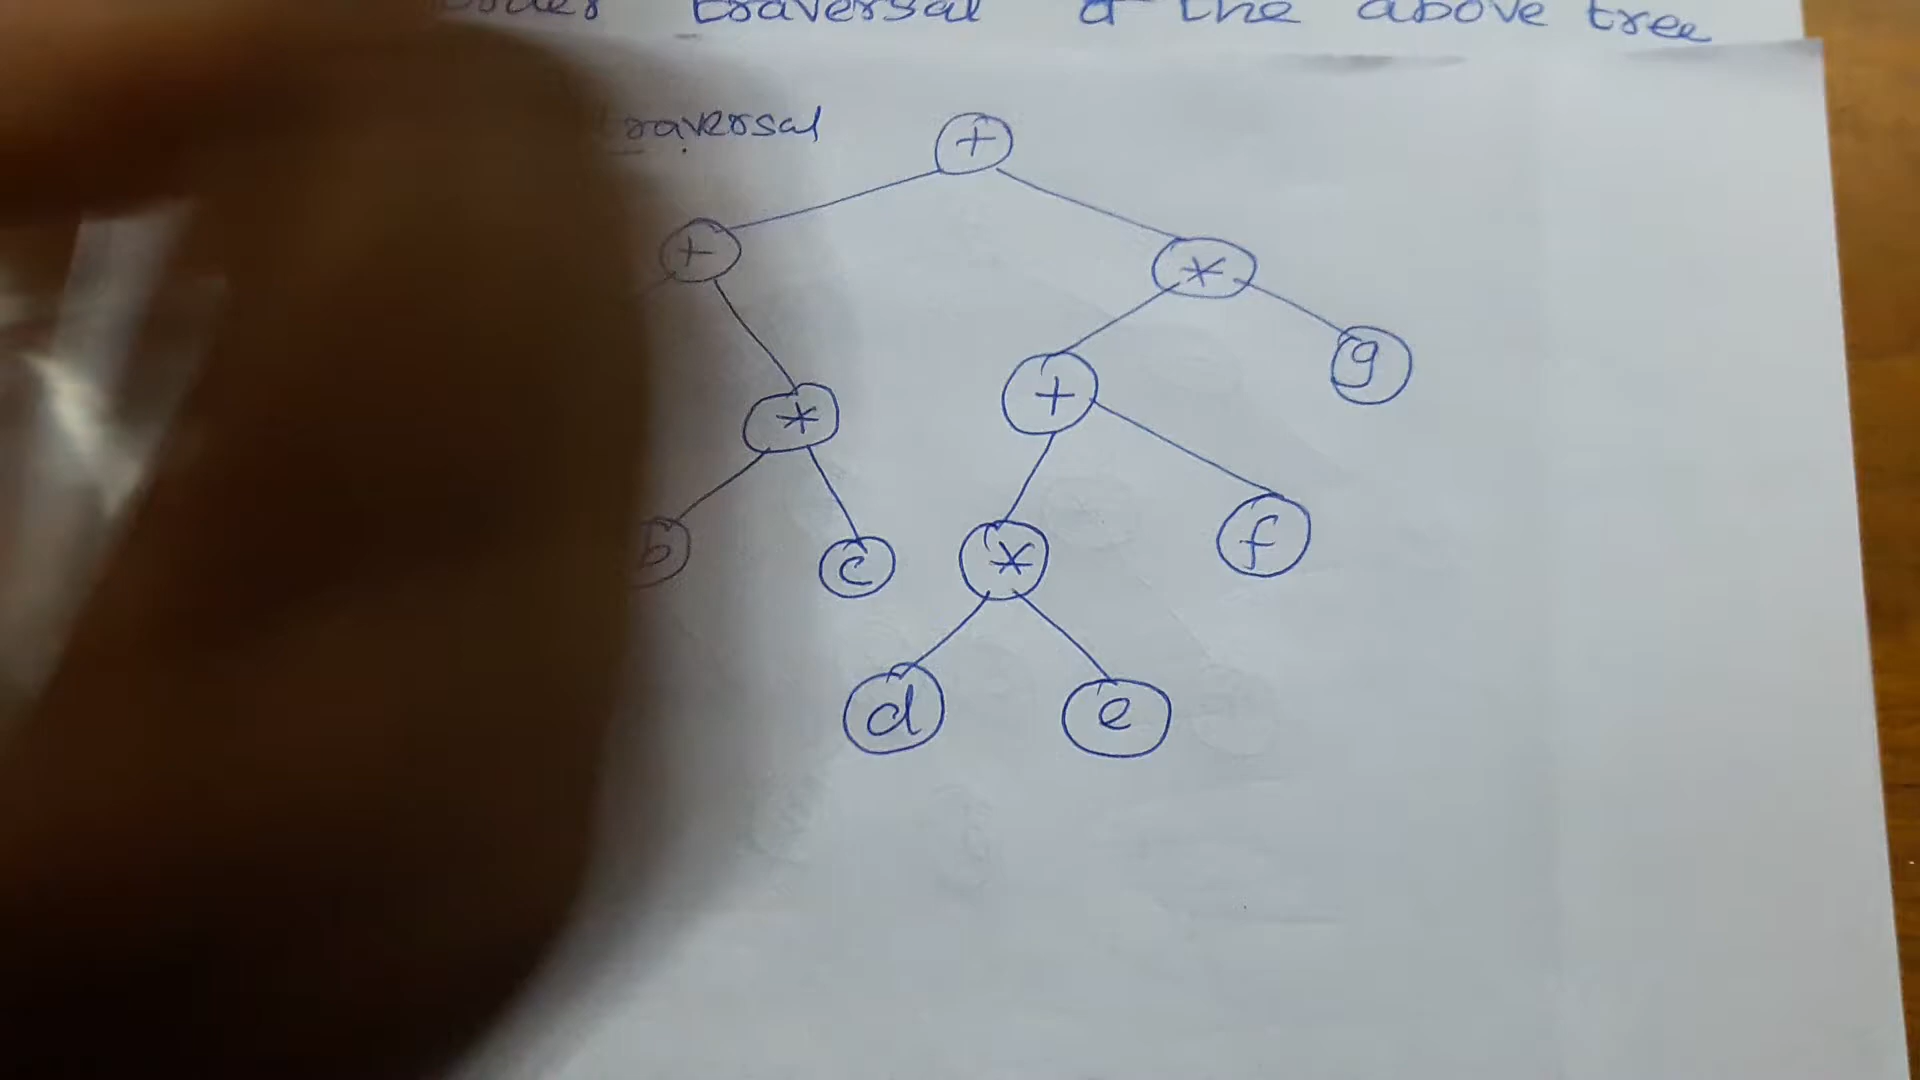 traversal of the above tree
traversal
+
+ *
* + g
b c * f
d e